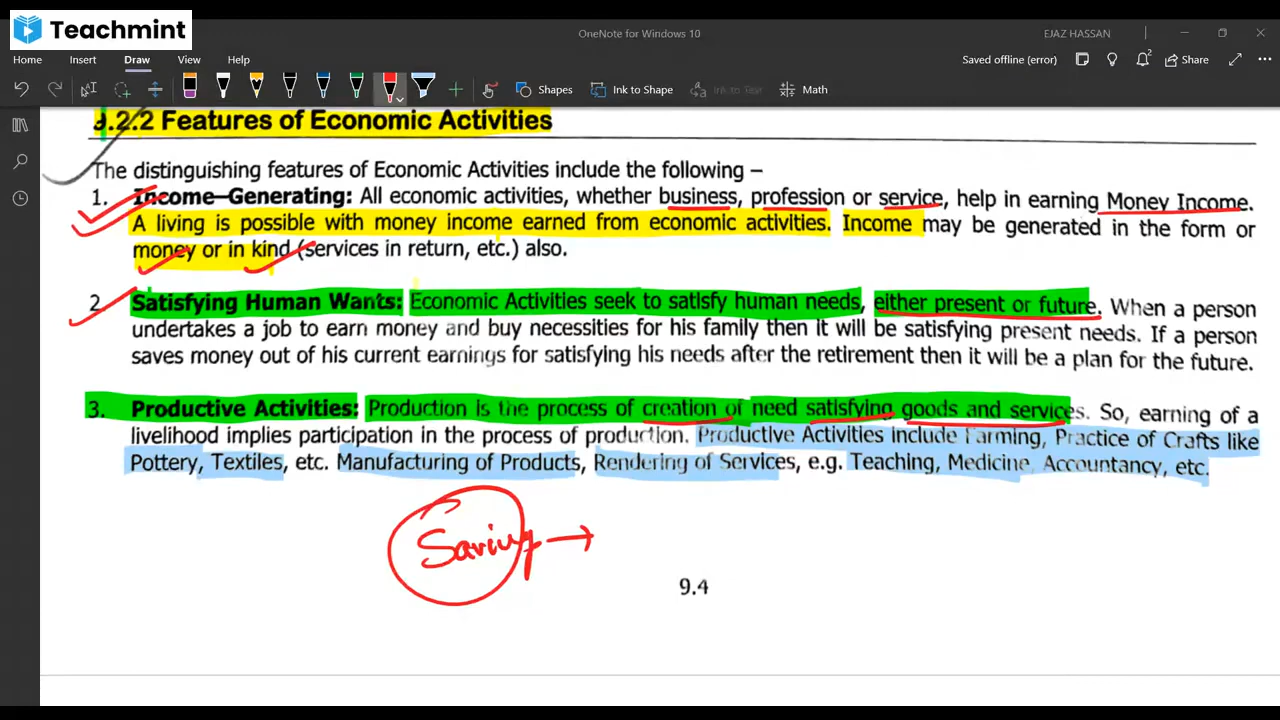 Teachmint
OneNote for Windows 10
EJAZ HASSAN
Home Insert Draw View Help
Saved offline (error)
Share
Shapes Ink to Shape Ink to Text Math
9.2.2 Features of Economic Activities
The distinguishing features of Economic Activities include the following –
1. Income–Generating: All economic activities, whether business, profession or service, help in earning Money Income.
A living is possible with money income earned from economic activities. Income may be generated in the form or
money or in kind (services in return, etc.) also.
2 Satisfying Human Wants: Economic Activities seek to satisfy human needs, either present or future. When a person
undertakes a job to earn money and buy necessities for his family then it will be satisfying present needs. If a person
saves money out of his current earnings for satisfying his needs after the retirement then it will be a plan for the future.
3. Productive Activities: Production is the process of creation of need satisfying goods and services. So, earning of a
livelihood implies participation in the process of production. Productive Activities include Farming, Practice of Crafts like
Pottery, Textiles, etc. Manufacturing of Products, Rendering of Services, e.g. Teaching, Medicine, Accountancy, etc.
Saving →
9.4